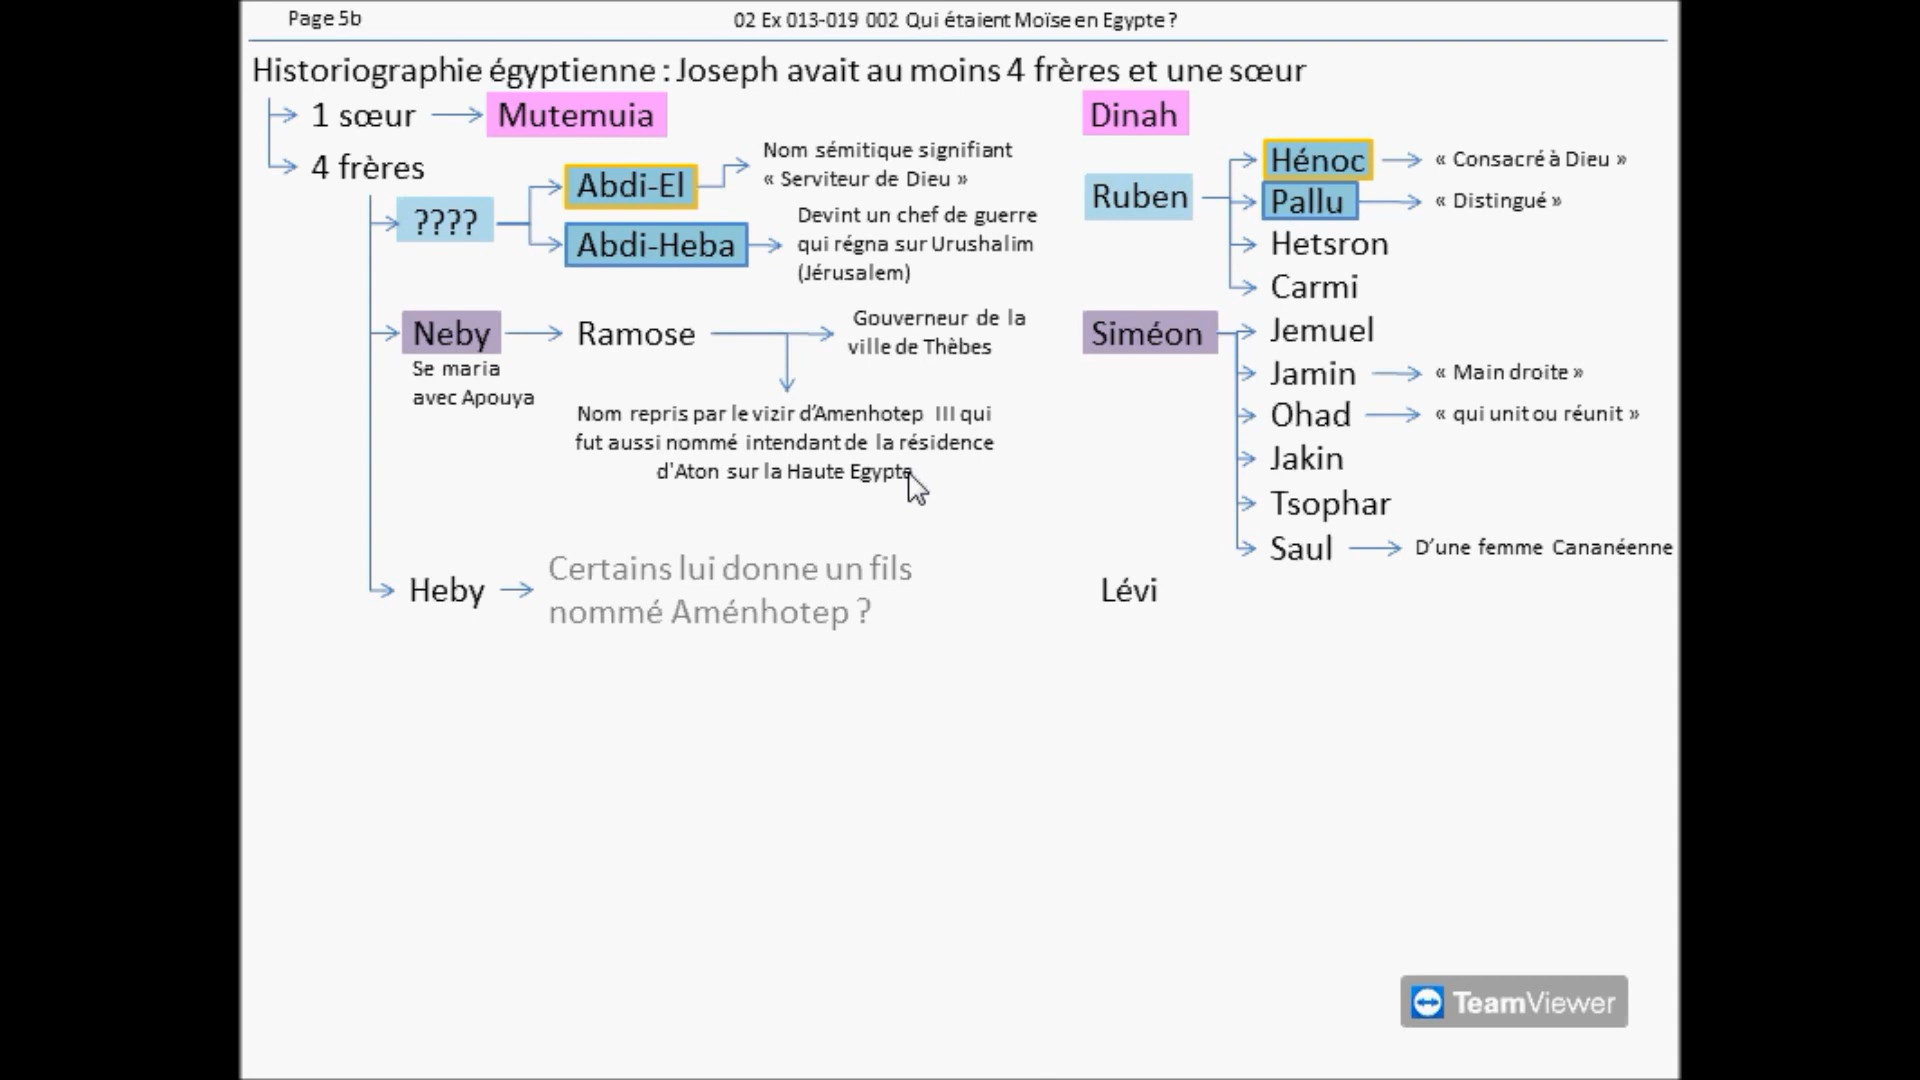 Page 5b
02 Ex 013-019 002 Qui étaient Moïse en Egypte ?
Historiographie égyptienne : Joseph avait au moins 4 frères et une sœur
1 sœur
Mutemuia
4 frères
????
Abdi-El
Nom sémitique signifiant
« Serviteur de Dieu »
Abdi-Heba
Devint un chef de guerre
qui régna sur Urushalim
(Jérusalem)
Neby
Se maria
avec Apouya
Ramose
Gouverneur de la
ville de Thèbes
Nom repris par le vizir d’Amenhotep III qui
fut aussi nommé intendant de la résidence
d'Aton sur la Haute Egypte
Heby
Certains lui donne un fils
nommé Aménhotep ?
Dinah
Ruben
Hénoc
« Consacré à Dieu »
Pallu
« Distingué »
Hetsron
Carmi
Siméon
Jemuel
Jamin
« Main droite »
Ohad
« qui unit ou réunit »
Jakin
Tsophar
Saul
D’une femme Cananéenne
Lévi
TeamViewer